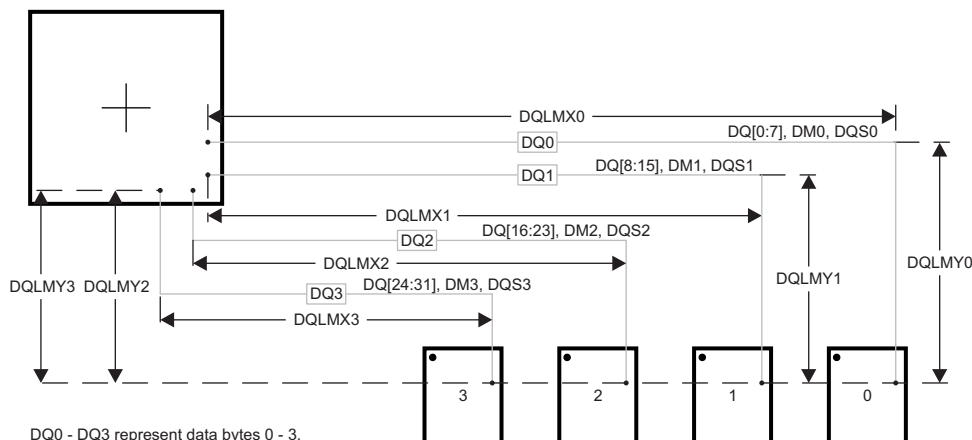 DQLMX0
DQ[0:7], DM0, DQS0
DQ0
DQ[8:15], DM1, DQS1
DQ1
DQLMX1
DQ[16:23], DM2, DQS2
DQ2
DQLMX2
DQLMY0
DQLMY1
DQLMY3
DQLMY2
DQ[24:31], DM3, DQS3
DQ3
DQLMX3
3
2
1
0
DQ0 - DQ3 represent data bytes 0 - 3.